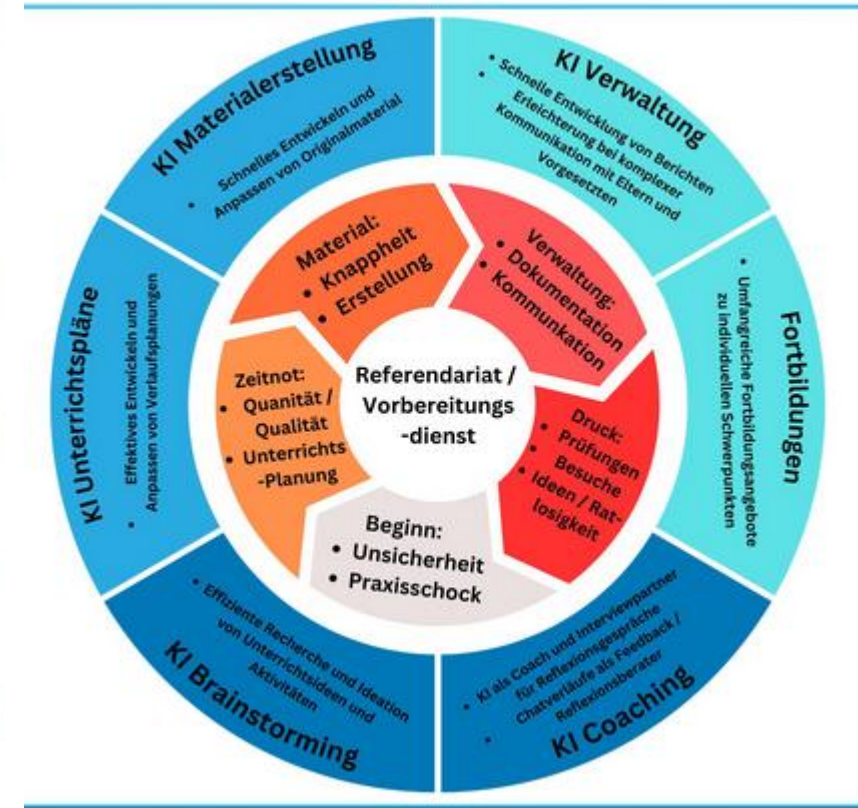 Referendariat /
Vorbereitungs
-dienst
Beginn:
• Unsicherheit
• Praxisschock
Zeitnot:
• Quanität /
Qualität
• Unterrichts
-Planung
Material:
• Knappheit
• Erstellung
Verwaltung:
• Dokumentation
• Kommunkation
Druck:
• Prüfungen
• Besuche
• Ideen / Rat-
losigkeit
KI Brainstorming
• Effiziente Recherche und Ideation
von Unterrichtsideen und
Aktivitäten
KI Unterrichtspläne
• Effektives Entwickeln und
Anpassen von Verlaufsplanungen
KI Materialerstellung
• Schnelles Entwickeln und
Anpassen von Originalmaterial
KI Verwaltung
• Schnelle Entwicklung von Berichten
• Erleichterung bei komplexer
Kommunikation mit Eltern und
Vorgesetzten
Fortbildungen
• Umfangreiche Fortbildungsangebote
zu individuellen Schwerpunkten
KI Coaching
• KI als Coach und Interviewpartner
für Reflexionsgespräche
• Chatverläufe als Feedback /
Reflexionsberater